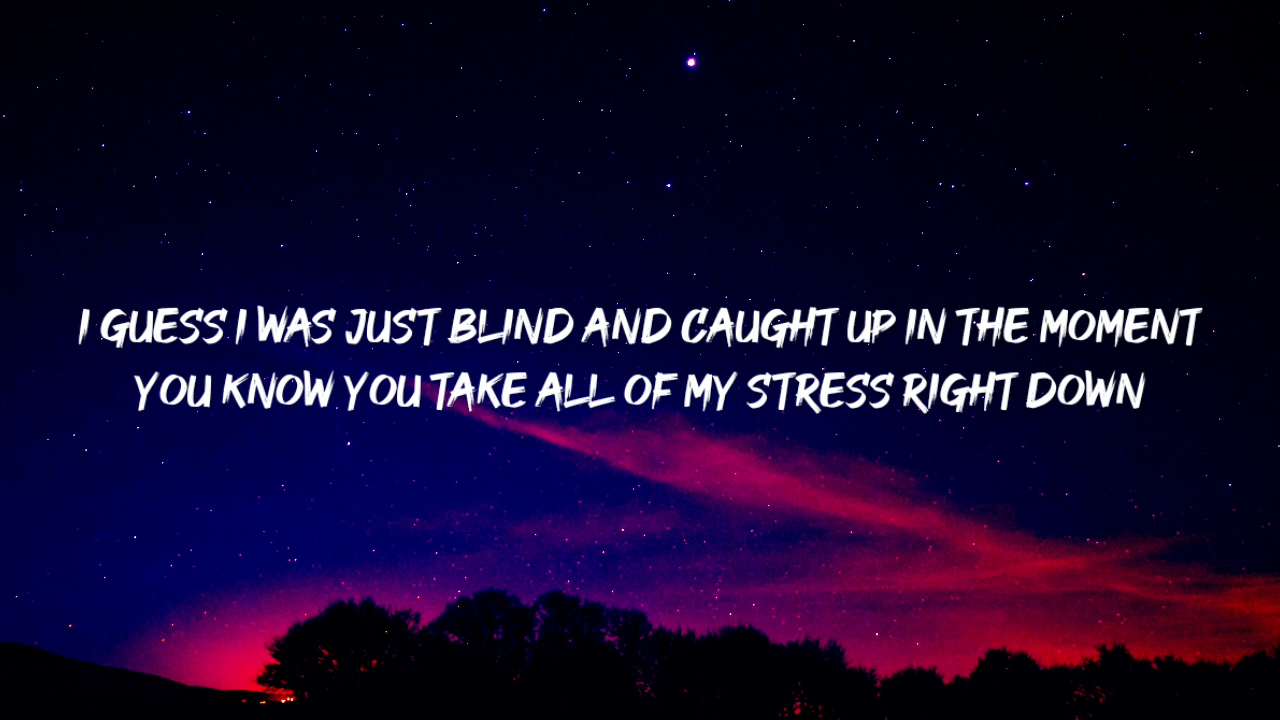 I GUESS I WAS JUST BLIND AND CAUGHT UP IN THE MOMENT
YOU KNOW YOU TAKE ALL OF MY STRESS RIGHT DOWN